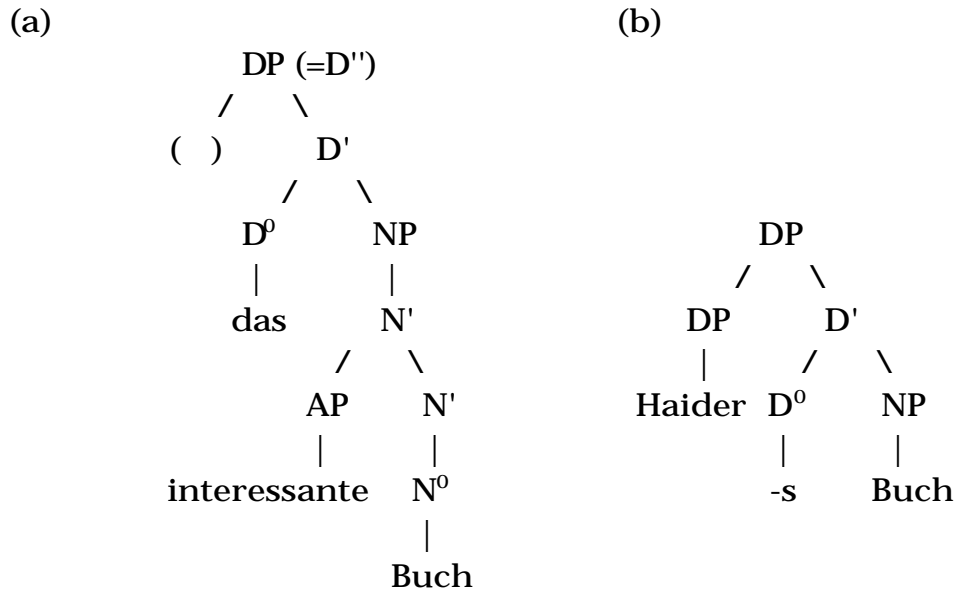 (a) (b)
DP (=D'')
/ \
( ) D'
/ \
D⁰ NP DP
| | / \
das N' DP D'
/ \ | / \
AP N' Haider D⁰ NP
| | | |
interessante N⁰ -s Buch
|
Buch